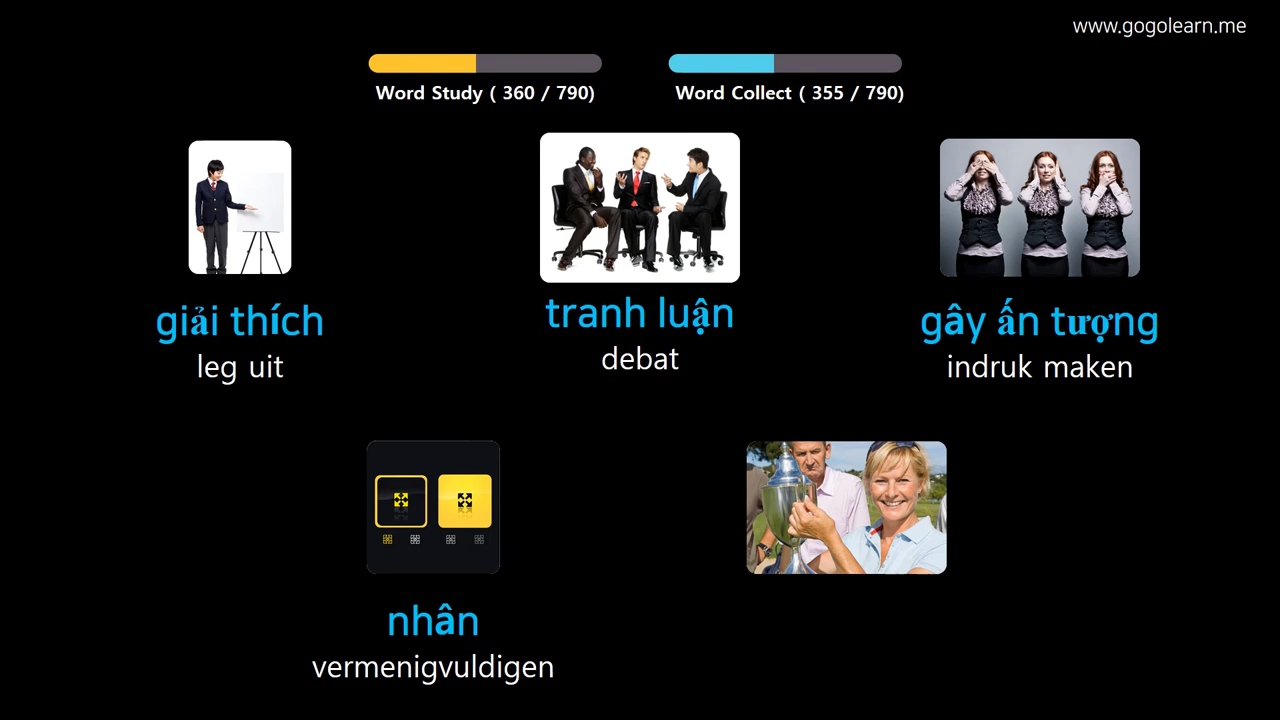 www.gogolearn.me
Word Study ( 360 / 790)
Word Collect ( 355 / 790)
giải thích
leg uit
tranh luận
debat
gây ấn tượng
indruk maken
nhân
vermenigvuldigen